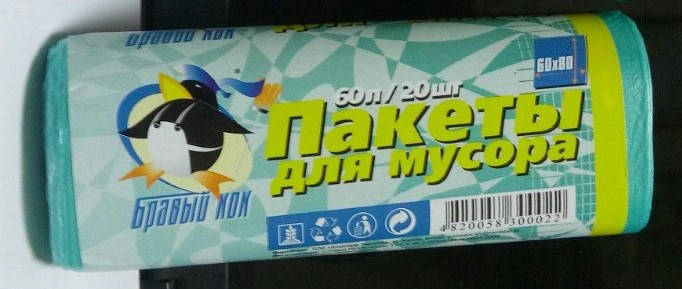 Бравый кок
60л/20шт
60x80
Пакеты
для мусора
Бравый кок
4820058300022